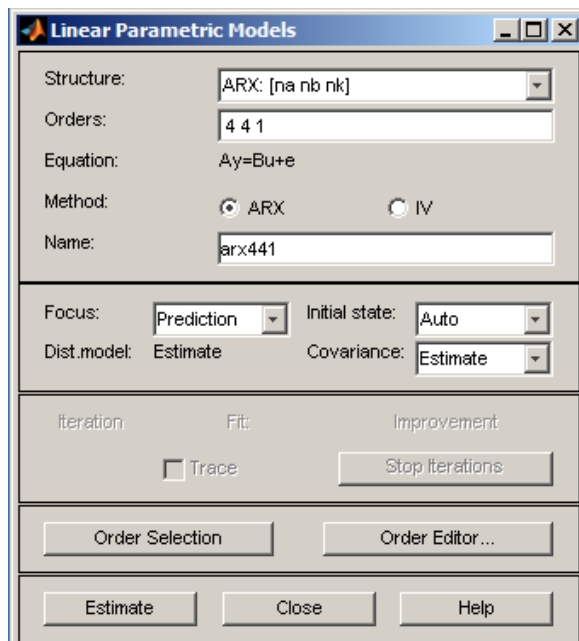 Linear Parametric Models
Structure: ARX: [na nb nk]
Orders: 4 4 1
Equation: Ay=Bu+e
Method: ARX IV
Name: arx441
Focus: Prediction Initial state: Auto
Dist.model: Estimate Covariance: Estimate
Iteration Fit: Improvement
Trace Stop Iterations
Order Selection Order Editor...
Estimate Close Help